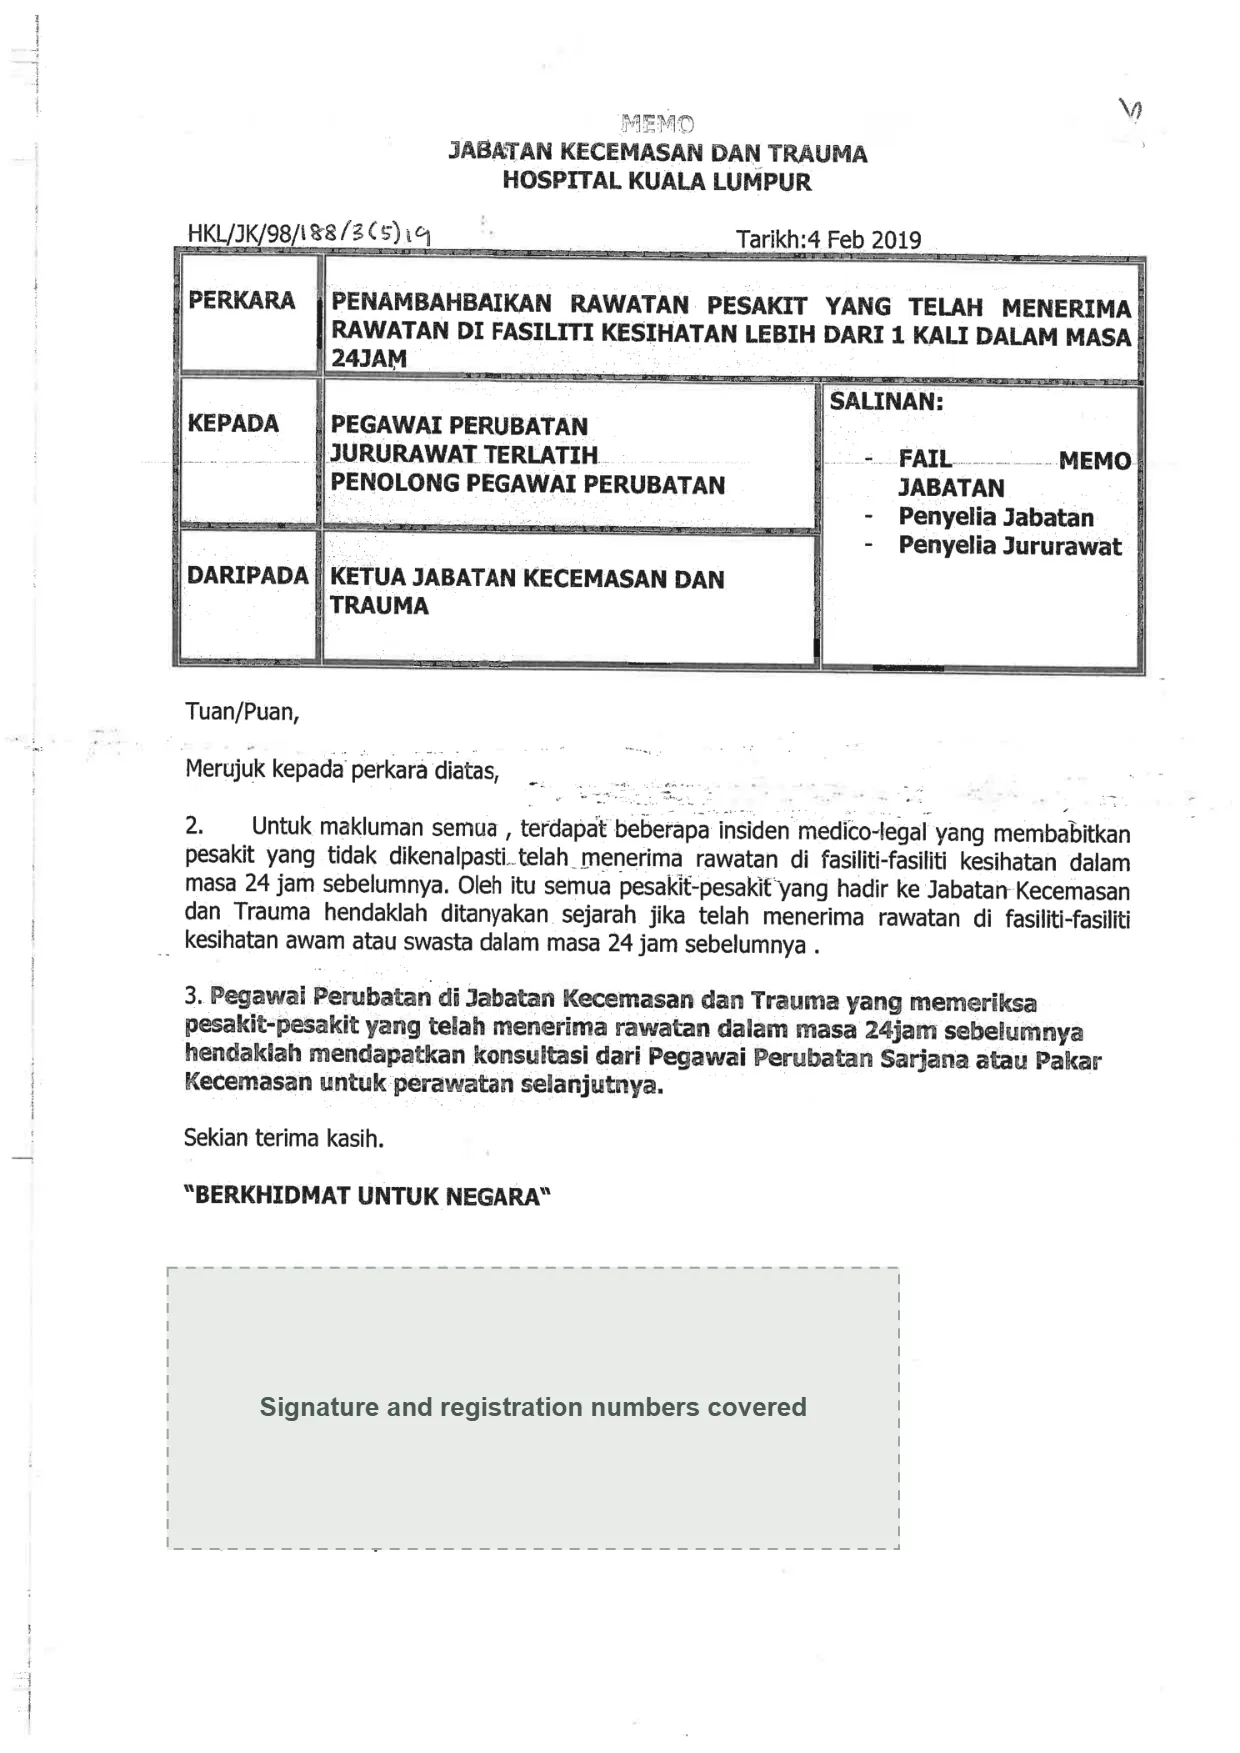 MEMO
JABATAN KECEMASAN DAN TRAUMA
HOSPITAL KUALA LUMPUR
HKL/JK/98/188/3(5)19
Tarikh:4 Feb 2019
PERKARA
PENAMBAHBAIKAN RAWATAN PESAKIT YANG TELAH MENERIMA
RAWATAN DI FASILITI KESIHATAN LEBIH DARI 1 KALI DALAM MASA
24JAM
KEPADA
PEGAWAI PERUBATAN
JURURAWAT TERLATIH
PENOLONG PEGAWAI PERUBATAN
SALINAN:
- FAIL MEMO
JABATAN
- Penyelia Jabatan
- Penyelia Jururawat
DARIPADA
KETUA JABATAN KECEMASAN DAN
TRAUMA
Tuan/Puan,
Merujuk kepada perkara diatas,
2. Untuk makluman semua , terdapat beberapa insiden medico-legal yang membabitkan
pesakit yang tidak dikenalpasti telah menerima rawatan di fasiliti-fasiliti kesihatan dalam
masa 24 jam sebelumnya. Oleh itu semua pesakit-pesakit yang hadir ke Jabatan Kecemasan
dan Trauma hendaklah ditanyakan sejarah jika telah menerima rawatan di fasiliti-fasiliti
kesihatan awam atau swasta dalam masa 24 jam sebelumnya .
3. Pegawai Perubatan di Jabatan Kecemasan dan Trauma yang memeriksa
pesakit-pesakit yang telah menerima rawatan dalam masa 24jam sebelumnya
hendaklah mendapatkan konsultasi dari Pegawai Perubatan Sarjana atau Pakar
Kecemasan untuk perawatan selanjutnya.
Sekian terima kasih.
"BERKHIDMAT UNTUK NEGARA"
Signature and registration numbers covered